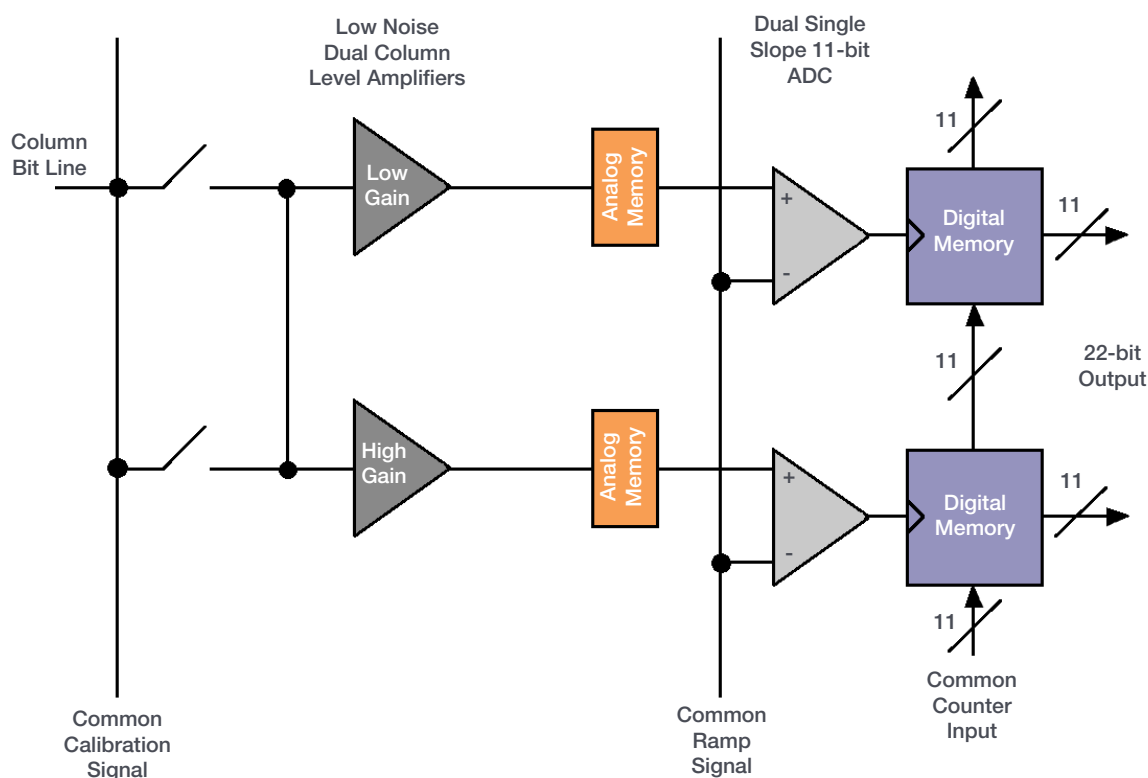 Low Noise
Dual Column
Level Amplifiers
Dual Single
Slope 11-bit
ADC
11
Column
Bit Line
Low
Gain
Analog
Memory
+
-
Digital
Memory
11
11
22-bit
Output
High
Gain
Analog
Memory
+
-
Digital
Memory
11
11
Common
Calibration
Signal
Common
Ramp
Signal
Common
Counter
Input